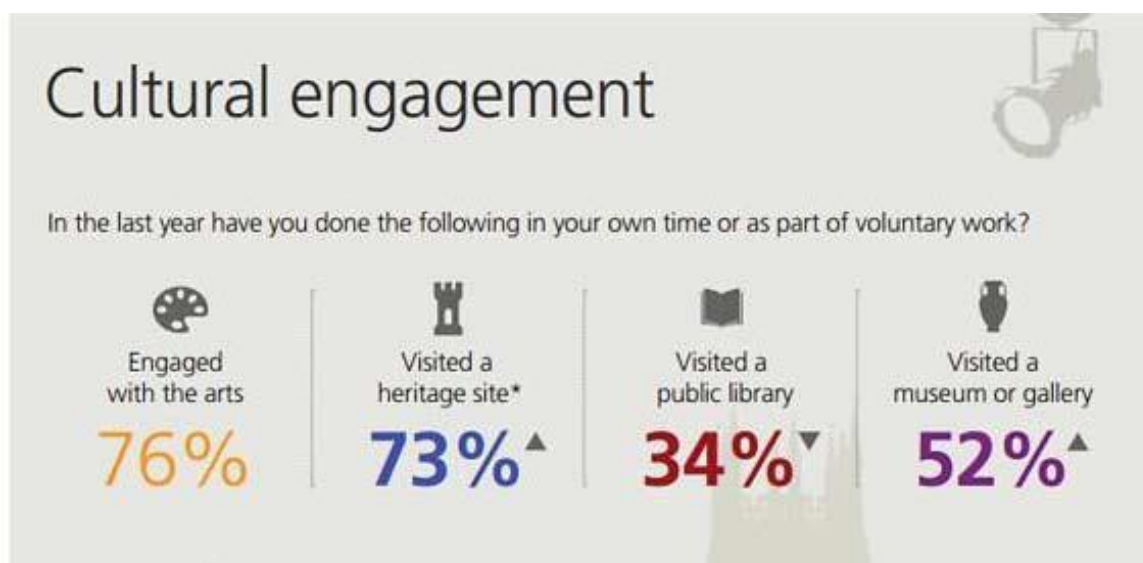 Cultural engagement
In the last year have you done the following in your own time or as part of voluntary work?
Engaged
with the arts
76%
Visited a
heritage site*
73%▲
Visited a
public library
34%▼
Visited a
museum or gallery
52%▲